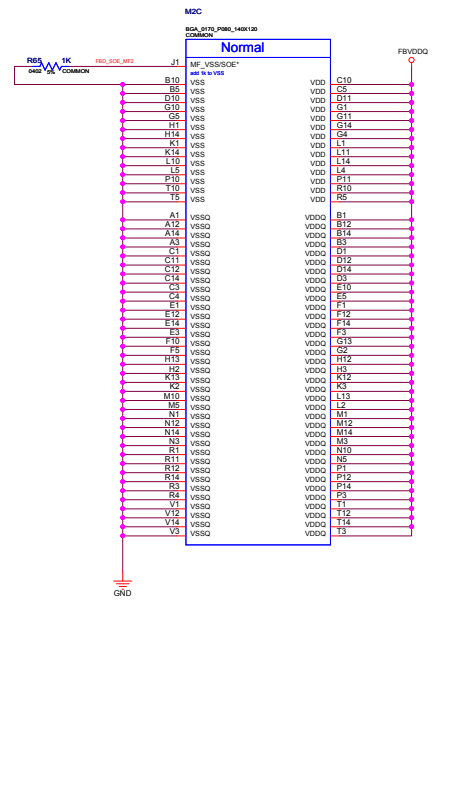 M2C
BGA_0170_P080_140X120
COMMON
Normal
FBVDDQ
R65 1K FBD_SOE_MF2 J1 MF_VSS/SOE*
0402 5% COMMON add 1k to VSS
B10 VSS VDD C10
B5 VSS VDD C5
D10 VSS VDD D11
G10 VSS VDD G1
G5 VSS VDD G11
H1 VSS VDD G14
H14 VSS VDD G4
K1 VSS VDD L1
K14 VSS VDD L11
L10 VSS VDD L14
L5 VSS VDD L4
P10 VSS VDD P11
T10 VSS VDD R10
T5 VSS VDD R5
A1 VSSQ VDDQ B1
A12 VSSQ VDDQ B12
A14 VSSQ VDDQ B14
A3 VSSQ VDDQ B3
C1 VSSQ VDDQ D1
C11 VSSQ VDDQ D12
C12 VSSQ VDDQ D14
C14 VSSQ VDDQ D3
C3 VSSQ VDDQ E10
C4 VSSQ VDDQ E5
E1 VSSQ VDDQ F1
E12 VSSQ VDDQ F12
E14 VSSQ VDDQ F14
E3 VSSQ VDDQ F3
F10 VSSQ VDDQ G13
F5 VSSQ VDDQ G2
H13 VSSQ VDDQ H12
H2 VSSQ VDDQ H3
K13 VSSQ VDDQ K12
K2 VSSQ VDDQ K3
M10 VSSQ VDDQ L13
M5 VSSQ VDDQ L2
N1 VSSQ VDDQ M1
N12 VSSQ VDDQ M12
N14 VSSQ VDDQ M14
N3 VSSQ VDDQ M3
R1 VSSQ VDDQ N10
R11 VSSQ VDDQ N5
R12 VSSQ VDDQ P1
R14 VSSQ VDDQ P12
R3 VSSQ VDDQ P14
R4 VSSQ VDDQ P3
V1 VSSQ VDDQ T1
V12 VSSQ VDDQ T12
V14 VSSQ VDDQ T14
V3 VSSQ VDDQ T3
GND